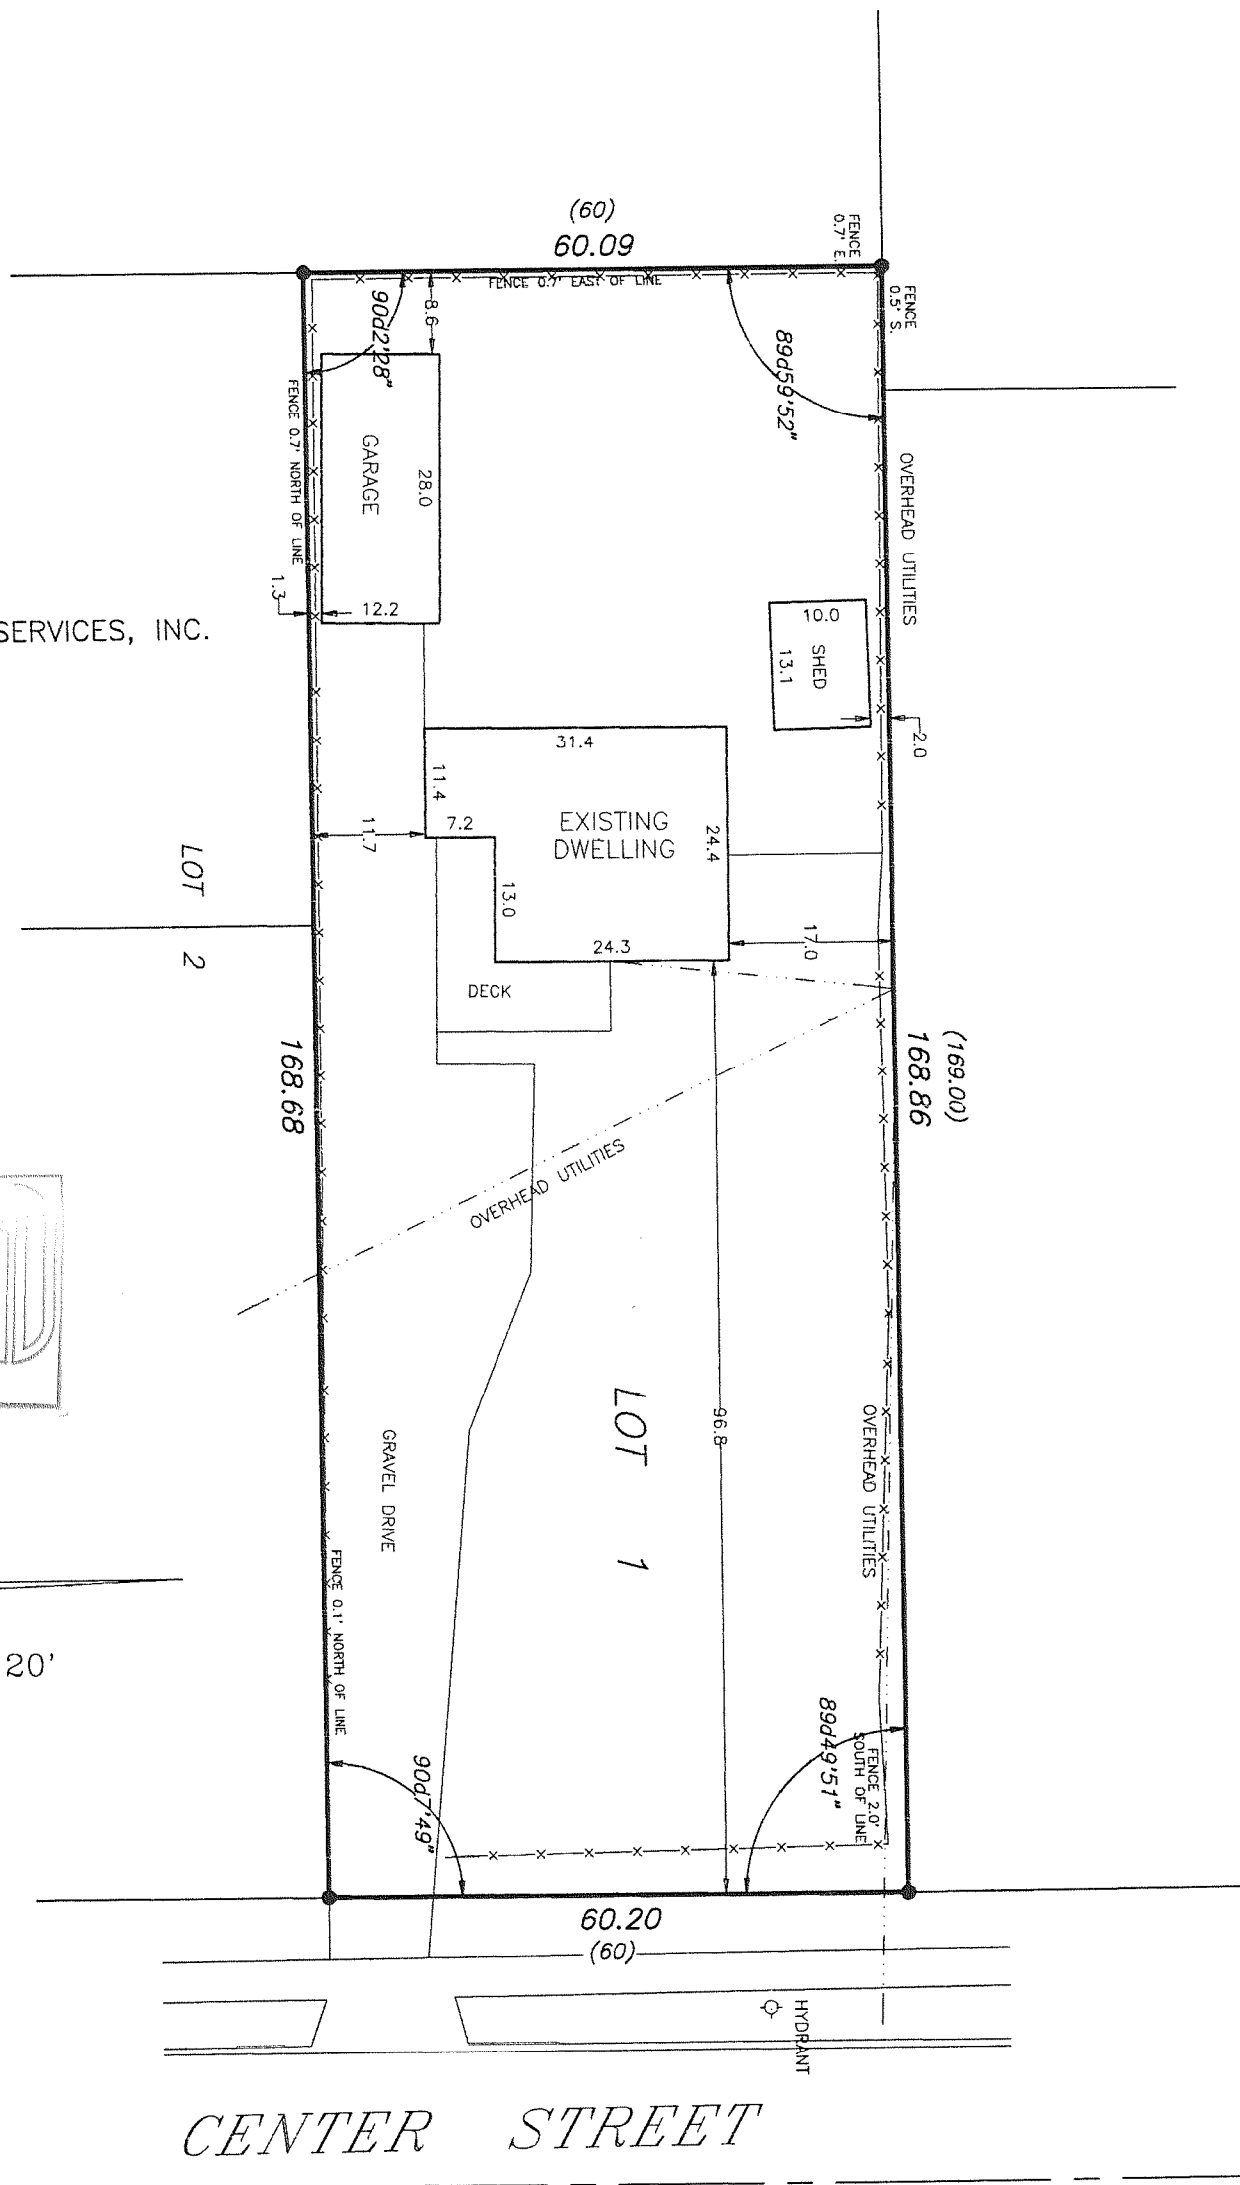 (60)
60.09
FENCE
0.7' E.
FENCE 0.7' EAST OF LINE
FENCE
0.5' S.
8.6
90d2'28"
89d59'52"
FENCE 0.7' NORTH OF LINE
GARAGE
28.0
12.2
1.3
OVERHEAD UTILITIES
SERVICES, INC.
10.0
SHED
13.1
2.0
31.4
11.4
7.2
EXISTING
DWELLING
24.4
11.7
13.0
24.3
17.0
LOT 2
DECK
168.68
(169.00)
168.86
OVERHEAD UTILITIES
LOT 1
96.8
GRAVEL DRIVE
OVERHEAD UTILITIES
FENCE 0.1' NORTH OF LINE
20'
90d7'49"
89d49'51"
FENCE 2.0'
SOUTH OF LINE
60.20
(60)
HYDRANT
CENTER STREET